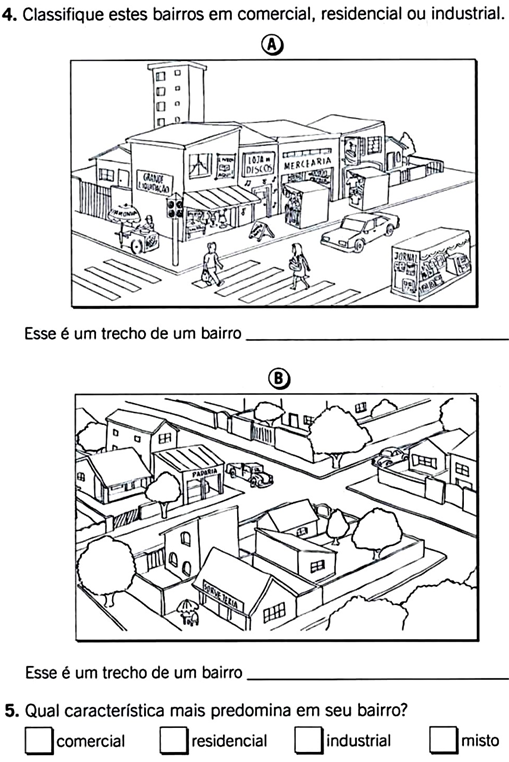 4. Classifique estes bairros em comercial, residencial ou industrial.
A
GRANDE
LIQUIDAÇÃO
LOJA DE
DISCOS
MERCEARIA
JORNAL
Esse é um trecho de um bairro
B
PADARIA
SORVETERIA
Esse é um trecho de um bairro
5. Qual característica mais predomina em seu bairro?
comercial residencial industrial misto